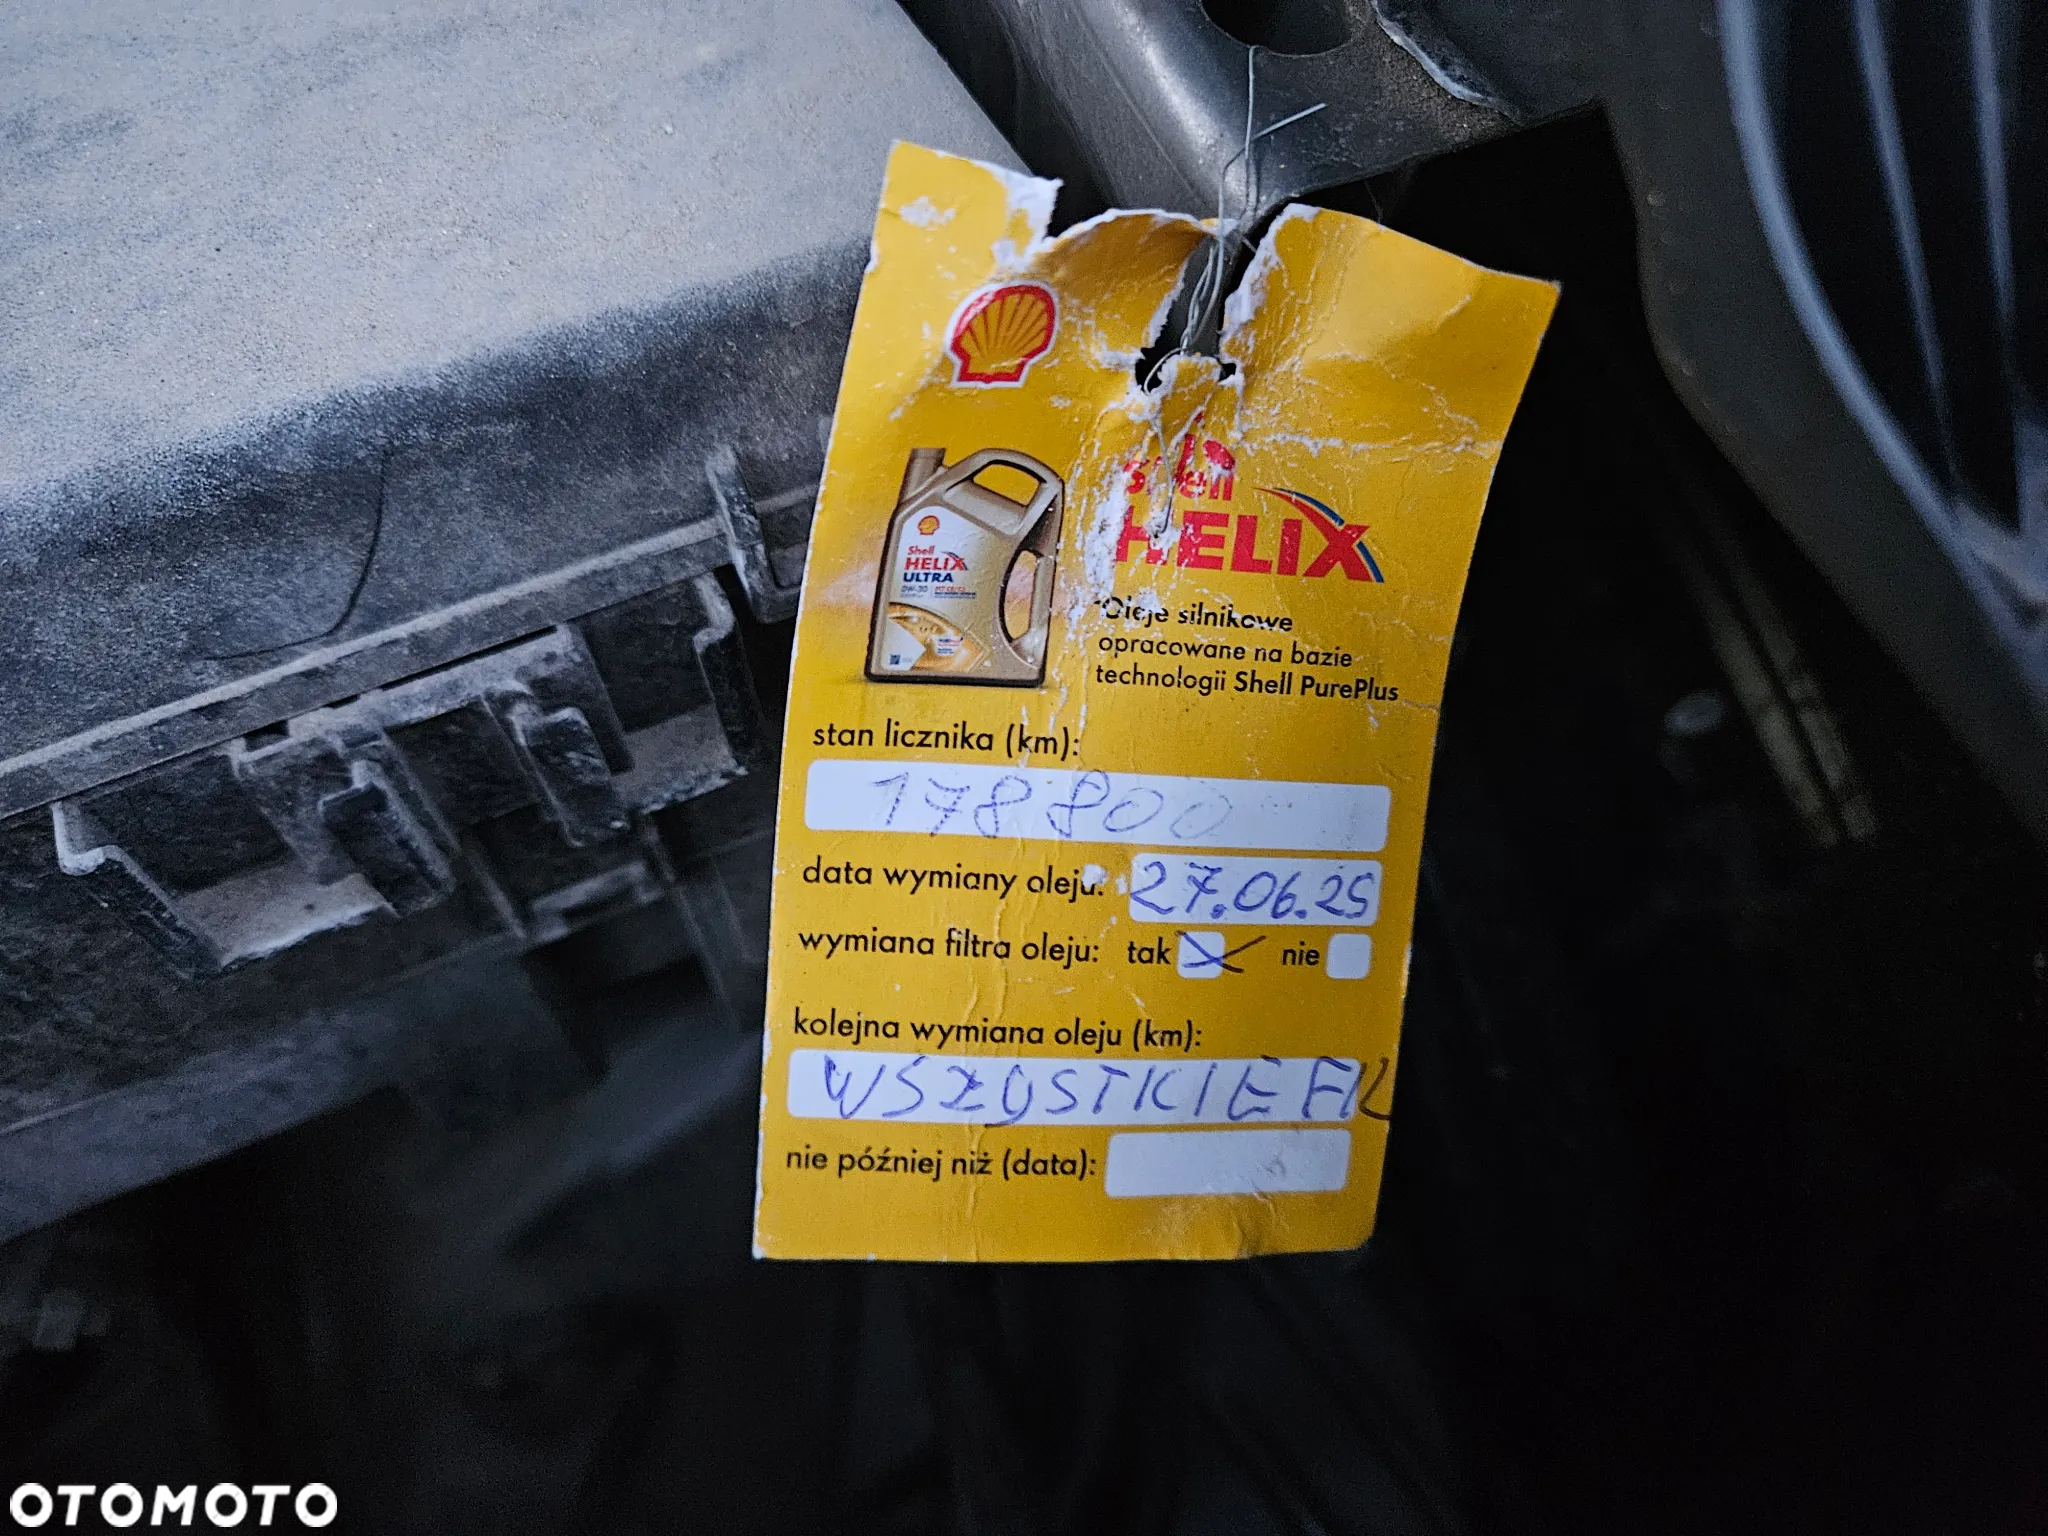 Shell
HELIX
Shell
HELIX
ULTRA
0W-30
Oleje silnikowe
opracowane na bazie
technologii Shell PurePlus
stan licznika (km):
178800
data wymiany oleju: 27.06.25
wymiana filtra oleju: tak nie
kolejna wymiana oleju (km):
WSZYSTKIE FIL
nie później niż (data):
OTOMOTO